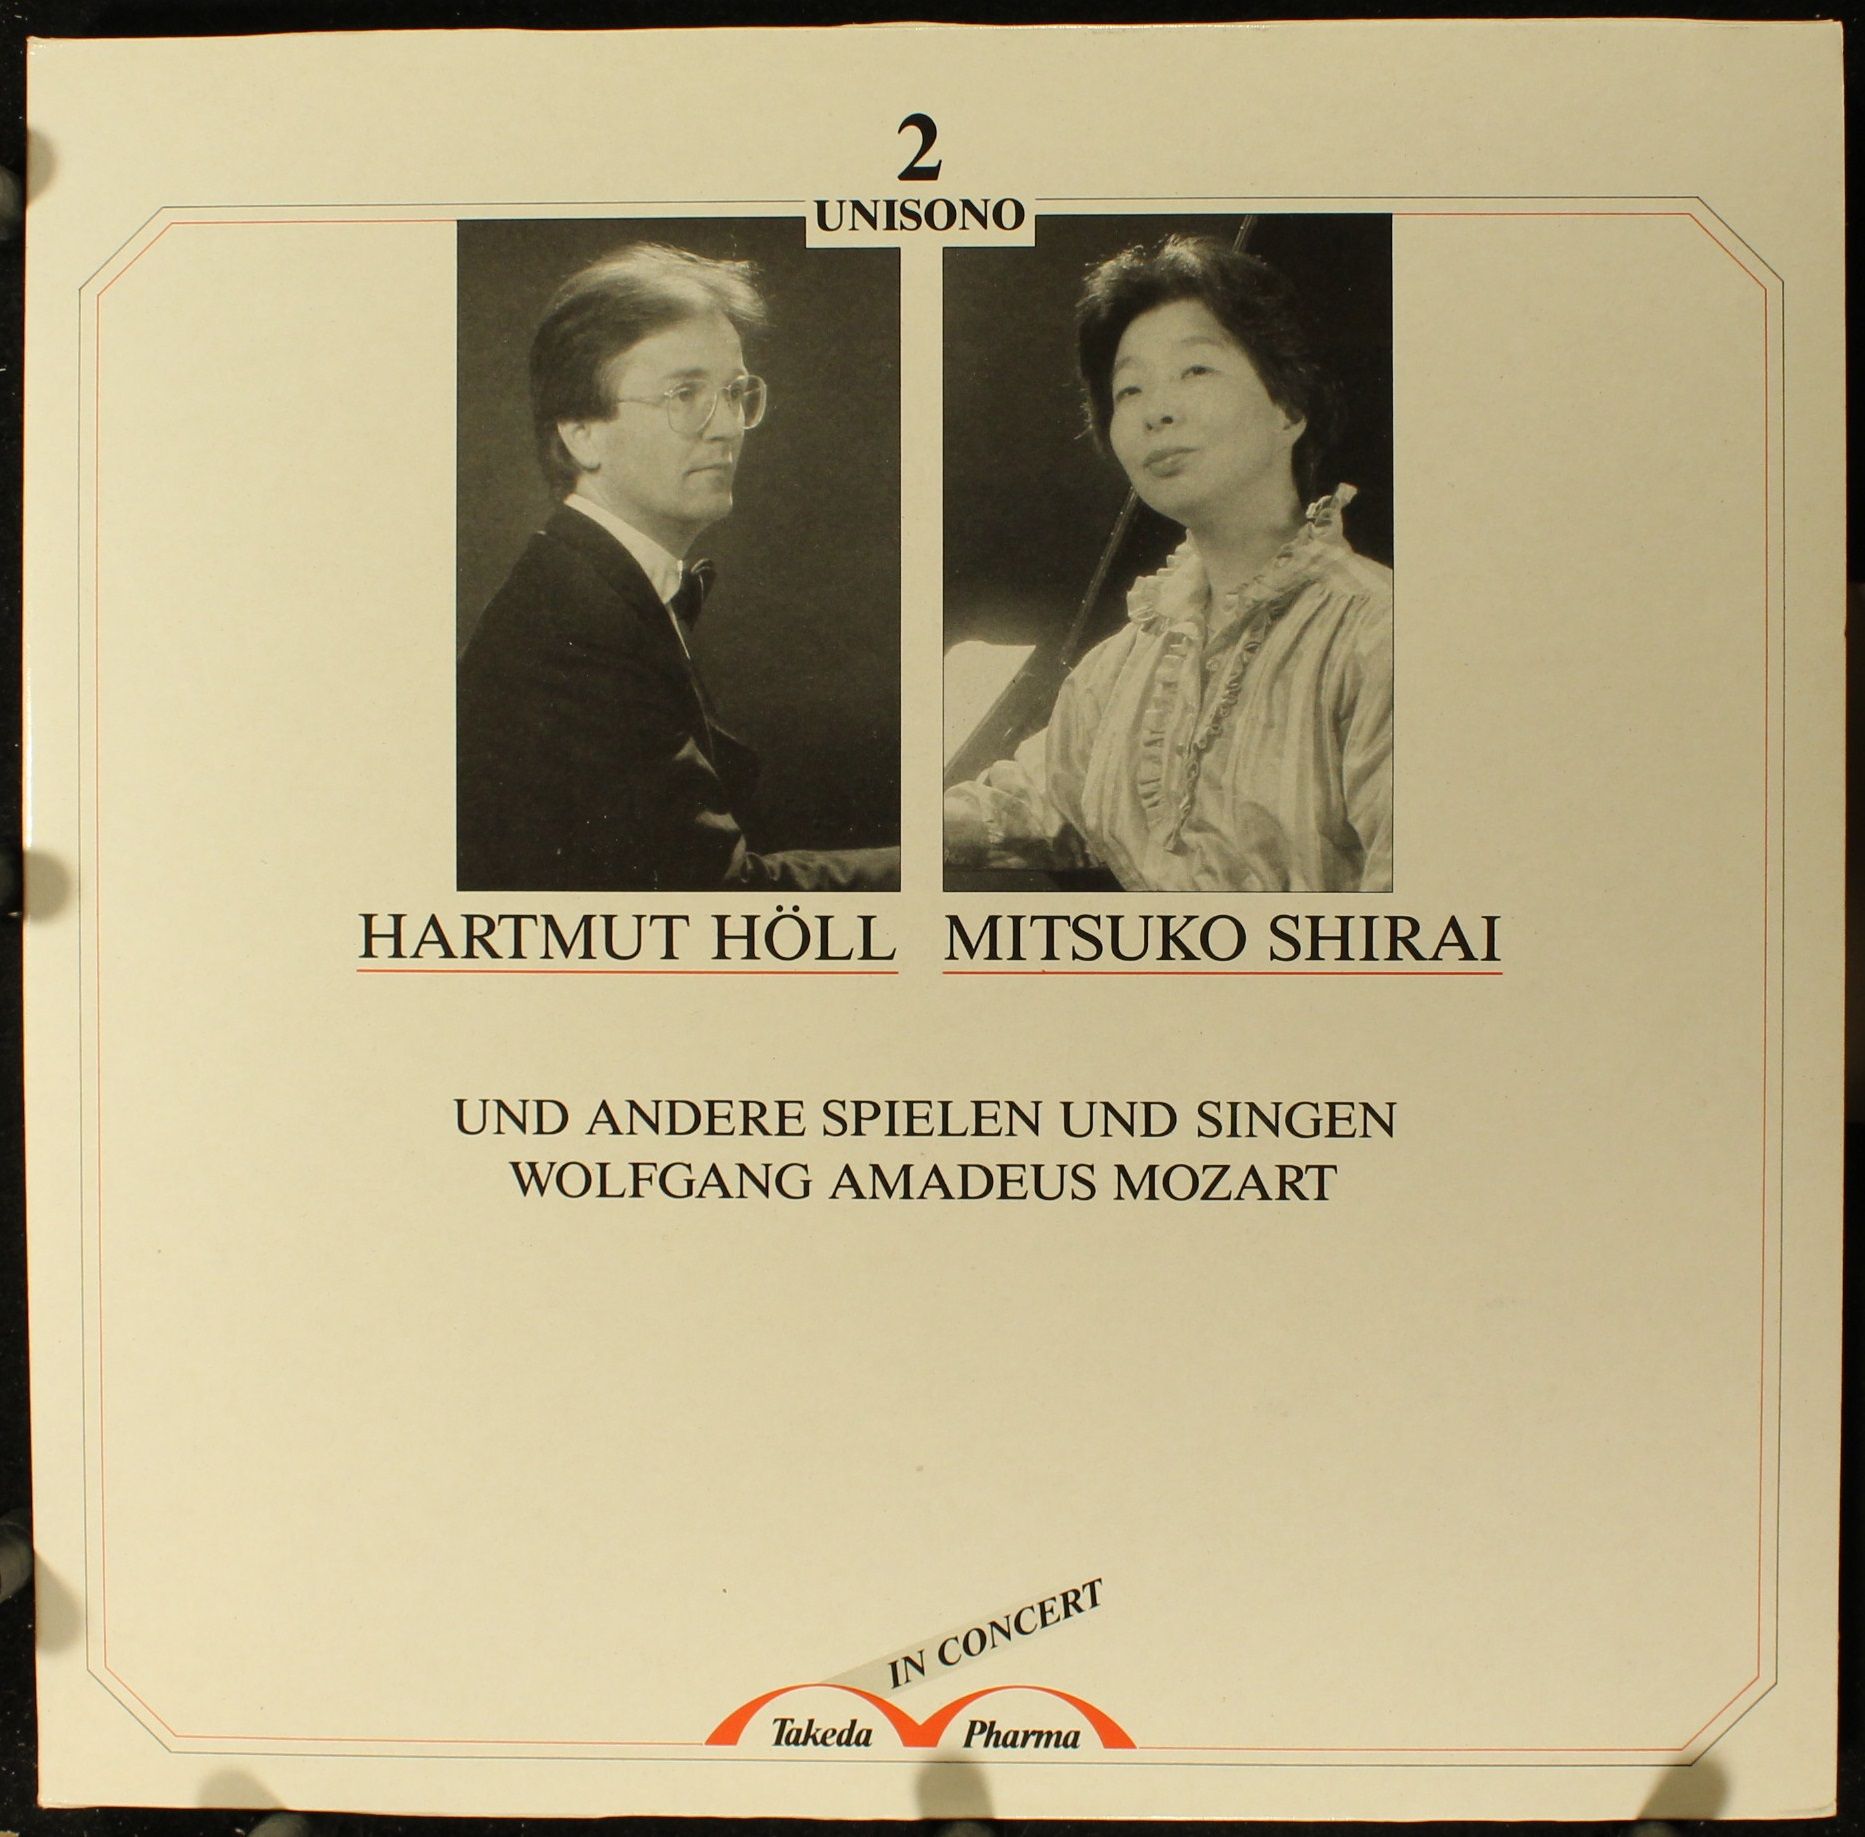 2
UNISONO
HARTMUT HÖLL
MITSUKO SHIRAI
UND ANDERE SPIELEN UND SINGEN
WOLFGANG AMADEUS MOZART
IN CONCERT
Takeda Pharma